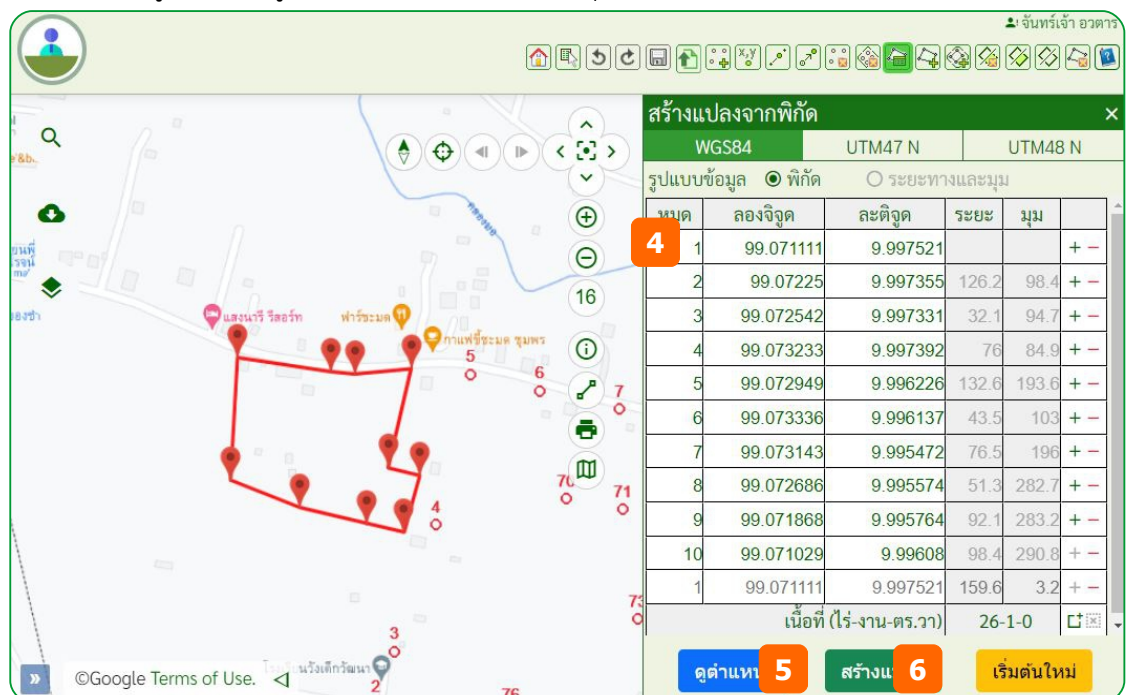 จันทร์เจ้า อวตาร
สร้างแปลงจากพิกัด ×
WGS84 UTM47 N UTM48 N
รูปแบบข้อมูล พิกัด ระยะทางและมุม
หมุด ลองจิจูด ละติจูด ระยะ มุม
4 1 99.071111 9.997521 + −
2 99.07225 9.997355 126.2 98.4 + −
3 99.072542 9.997331 32.1 94.7 + −
4 99.073233 9.997392 76 84.9 + −
5 99.072949 9.996226 132.6 193.6 + −
6 99.073336 9.996137 43.5 103 + −
7 99.073143 9.995472 76.5 196 + −
8 99.072686 9.995574 51.3 282.7 + −
9 99.071868 9.995764 92.1 283.2 + −
10 99.071029 9.99608 98.4 290.8 + −
1 99.071111 9.997521 159.6 3.2 + −
เนื้อที่ (ไร่-งาน-ตร.วา) 26-1-0
5 6 เริ่มต้นใหม่
x,y
คลองยอ
16
แสงนารี รีสอร์ท ฟาร์ชะมด
กาแฟขี้ชะมด ชุมพร
5
6
7
71
4
3
2
76
©Google Terms of Use.